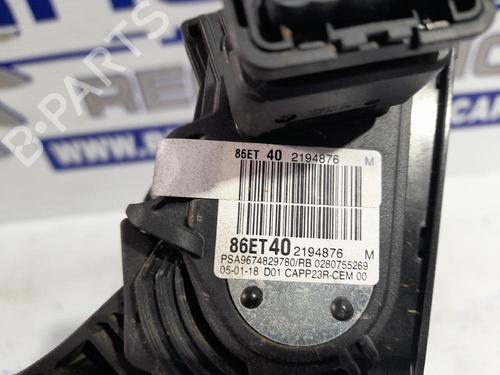 B-PARTS
86ET 40 2194876 M
86ET40 2194876 M
PSA9674829780/RB 0280755269
05-01-18 D01 CAPP23R-CEM 00